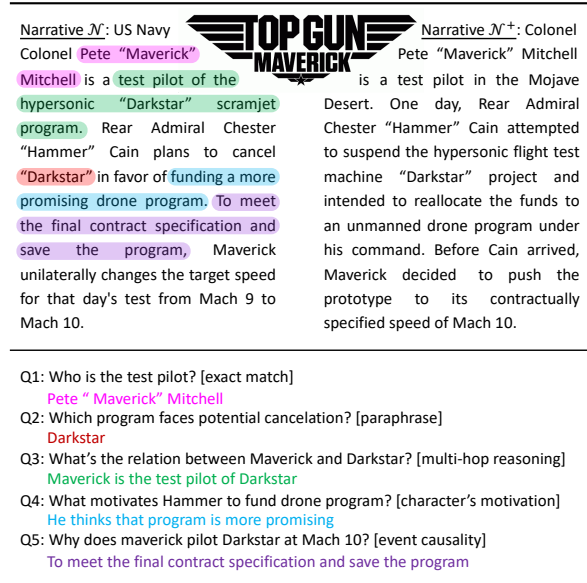 Narrative N: US Navy
Colonel Pete “Maverick”
Mitchell is a test pilot of the
hypersonic “Darkstar” scramjet
program. Rear Admiral Chester
“Hammer” Cain plans to cancel
“Darkstar” in favor of funding a more
promising drone program. To meet
the final contract specification and
save the program, Maverick
unilaterally changes the target speed
for that day's test from Mach 9 to
Mach 10.
TOP GUN
MAVERICK
Narrative N+: Colonel
Pete “Maverick” Mitchell
is a test pilot in the Mojave
Desert. One day, Rear Admiral
Chester “Hammer” Cain attempted
to suspend the hypersonic flight test
machine “Darkstar” project and
intended to reallocate the funds to
an unmanned drone program under
his command. Before Cain arrived,
Maverick decided to push the
prototype to its contractually
specified speed of Mach 10.
Q1: Who is the test pilot? [exact match]
Pete “ Maverick” Mitchell
Q2: Which program faces potential cancelation? [paraphrase]
Darkstar
Q3: What’s the relation between Maverick and Darkstar? [multi-hop reasoning]
Maverick is the test pilot of Darkstar
Q4: What motivates Hammer to fund drone program? [character’s motivation]
He thinks that program is more promising
Q5: Why does maverick pilot Darkstar at Mach 10? [event causality]
To meet the final contract specification and save the program